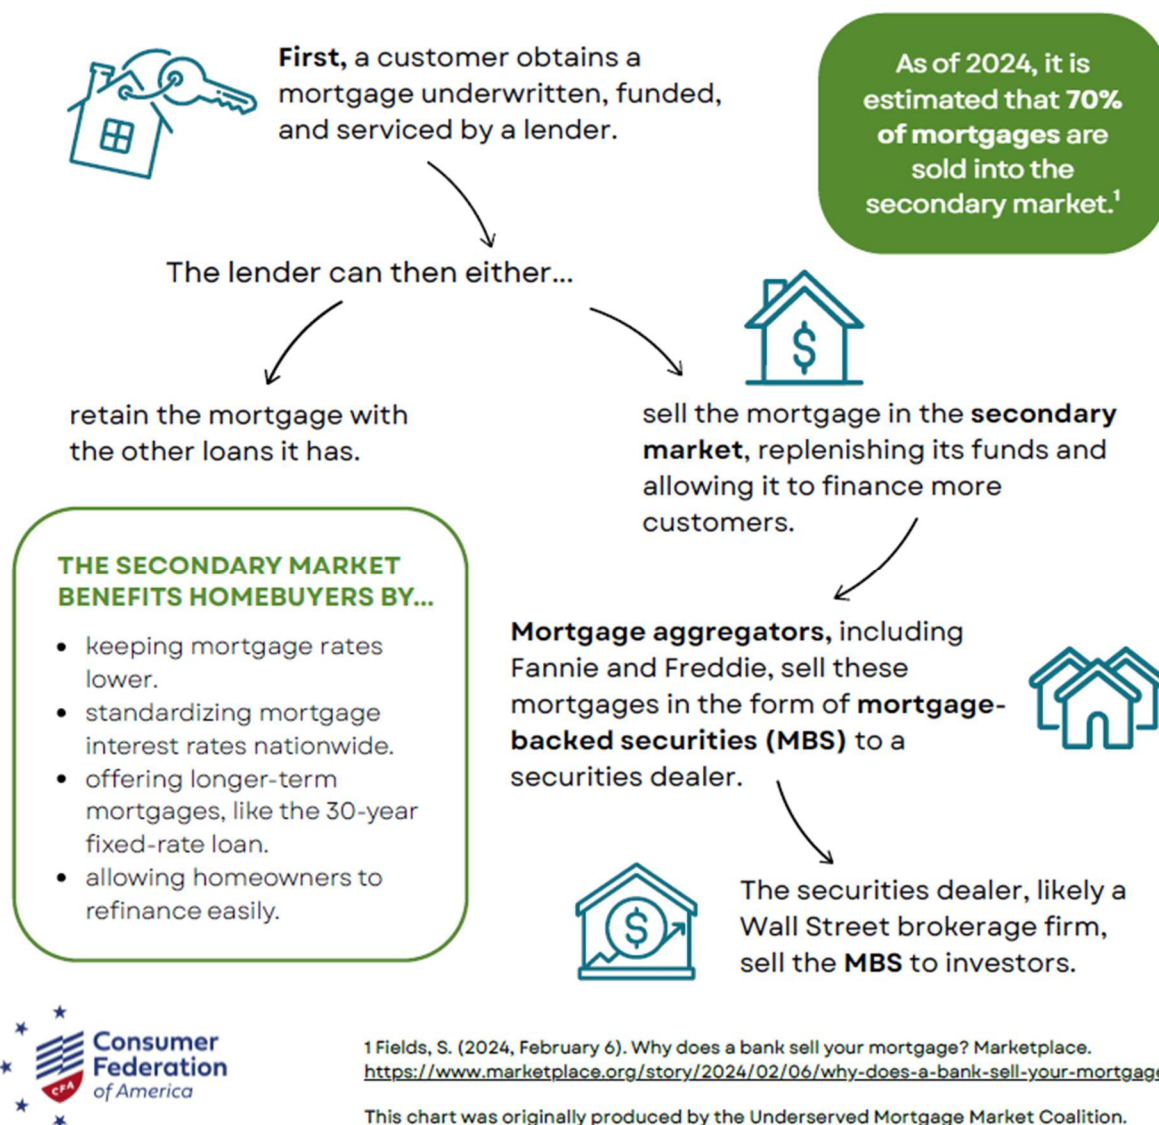 First, a customer obtains a
mortgage underwritten, funded,
and serviced by a lender.
As of 2024, it is
estimated that 70%
of mortgages are
sold into the
secondary market.¹
The lender can then either...
$
retain the mortgage with
the other loans it has.
sell the mortgage in the secondary
market, replenishing its funds and
allowing it to finance more
customers.
THE SECONDARY MARKET
BENEFITS HOMEBUYERS BY...
• keeping mortgage rates
lower.
• standardizing mortgage
interest rates nationwide.
• offering longer-term
mortgages, like the 30-year
fixed-rate loan.
• allowing homeowners to
refinance easily.
Mortgage aggregators, including
Fannie and Freddie, sell these
mortgages in the form of mortgage-
backed securities (MBS) to a
securities dealer.
$
The securities dealer, likely a
Wall Street brokerage firm,
sell the MBS to investors.
CFA
Consumer
Federation
of America
1 Fields, S. (2024, February 6). Why does a bank sell your mortgage? Marketplace.
https://www.marketplace.org/story/2024/02/06/why-does-a-bank-sell-your-mortgage
This chart was originally produced by the Underserved Mortgage Market Coalition.